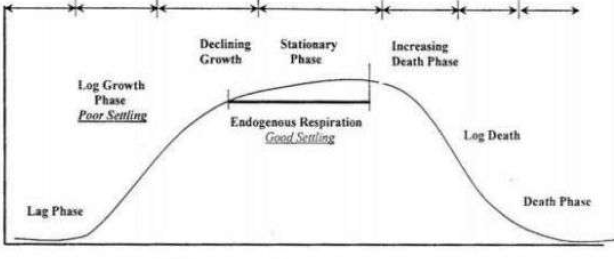 Declining
Growth
Stationary
Phase
Increasing
Death Phase
Log Growth
Phase
Poor Settling
Endogenous Respiration
Good Settling
Log Death
Lag Phase
Death Phase